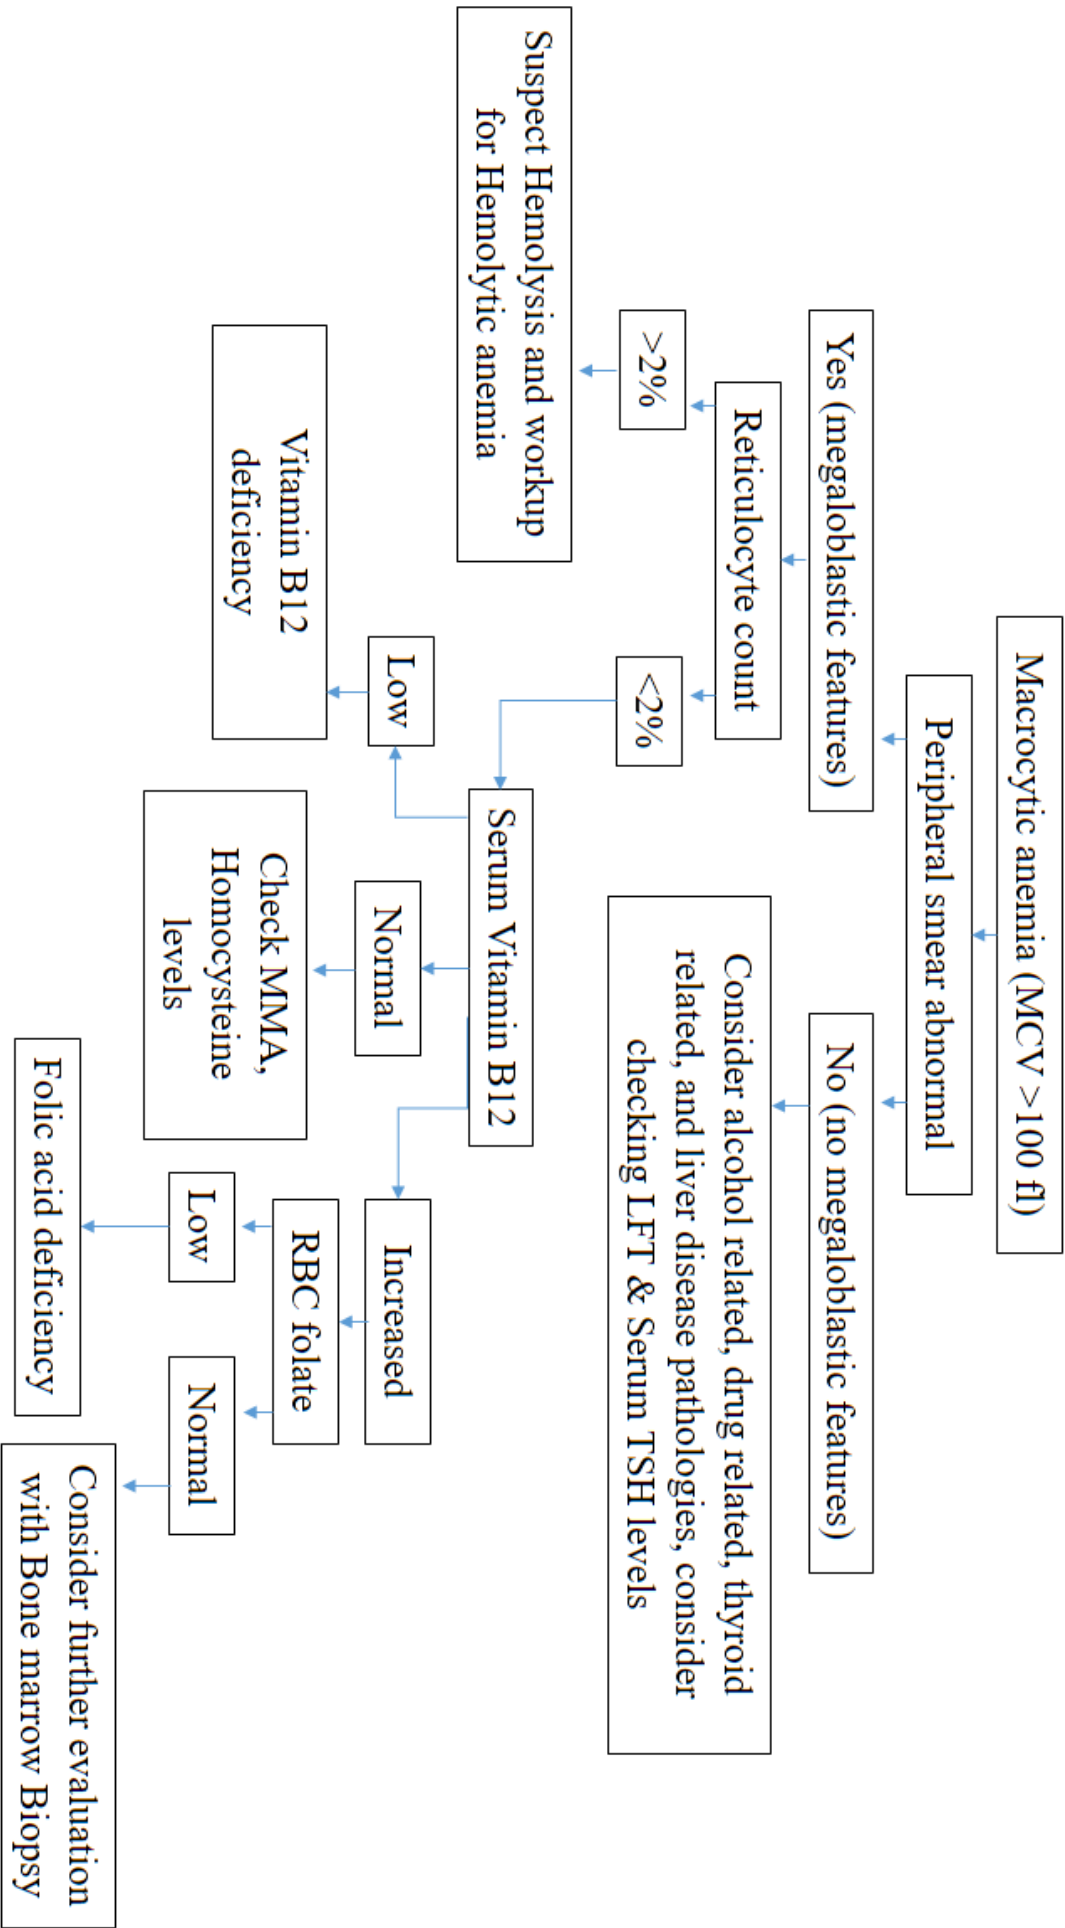 Macrocytic anemia (MCV >100 fl)
Peripheral smear abnormal
Yes (megaloblastic features)
No (no megaloblastic features)
Reticulocyte count
Consider alcohol related, drug related, thyroid
related, and liver disease pathologies, consider
checking LFT & Serum TSH levels
>2%
<2%
Suspect Hemolysis and workup
for Hemolytic anemia
Serum Vitamin B12
Low
Normal
Increased
Vitamin B12
deficiency
Check MMA,
Homocysteine
levels
RBC folate
Low
Normal
Folic acid deficiency
Consider further evaluation
with Bone marrow Biopsy